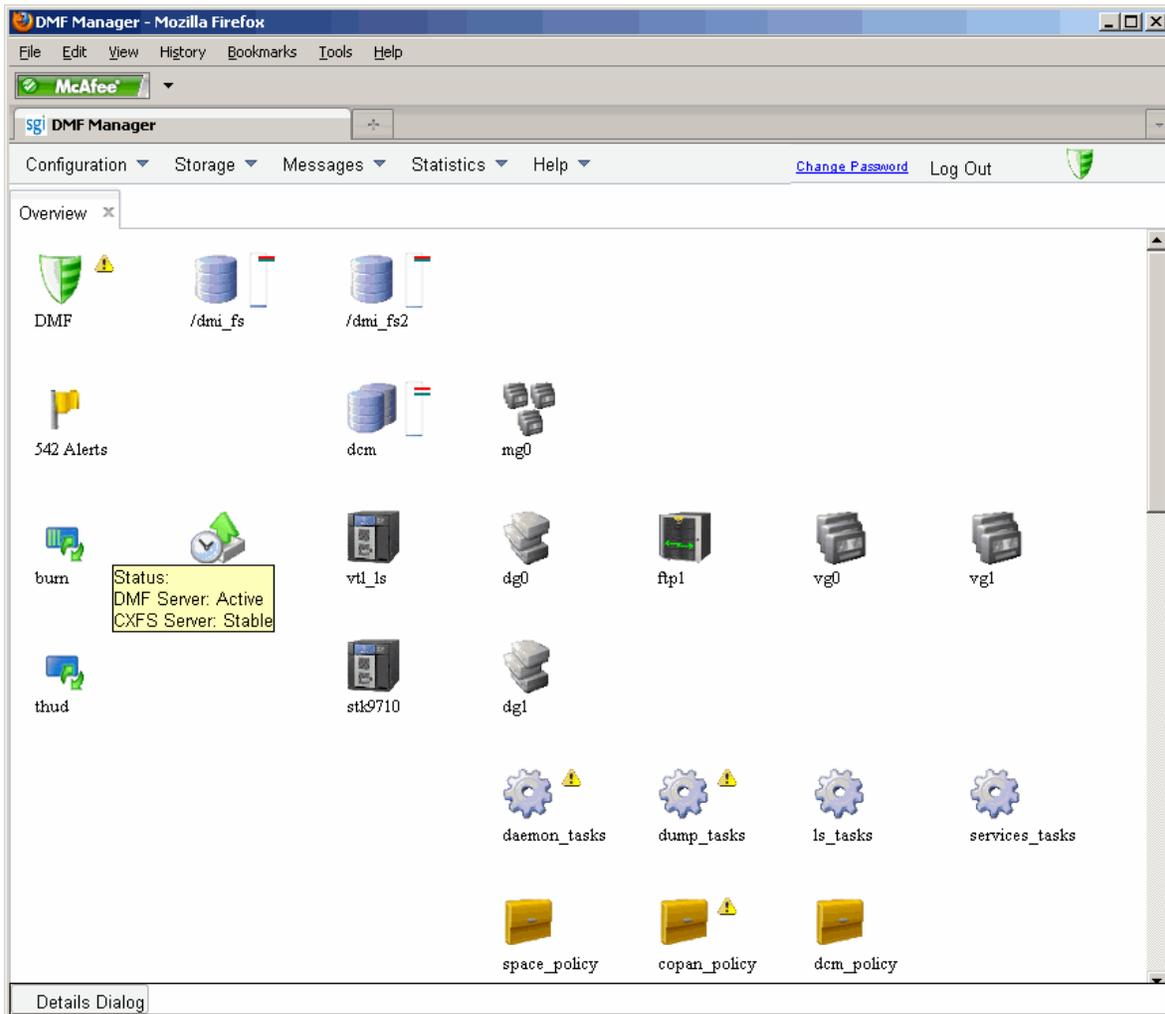 DMF Manager - Mozilla Firefox
File Edit View History Bookmarks Tools Help
McAfee
sgi DMF Manager
Configuration Storage Messages Statistics Help Change Password Log Out
Overview
DMF /dmi_fs /dmi_fs2
542 Alerts dcm mg0
burn vtl_ls dg0 ftp1 vg0 vg1
Status:
DMF Server: Active
CXFS Server: Stable
thud stk9710 dg1
daemon_tasks dump_tasks ls_tasks services_tasks
space_policy copan_policy dcm_policy
Details Dialog